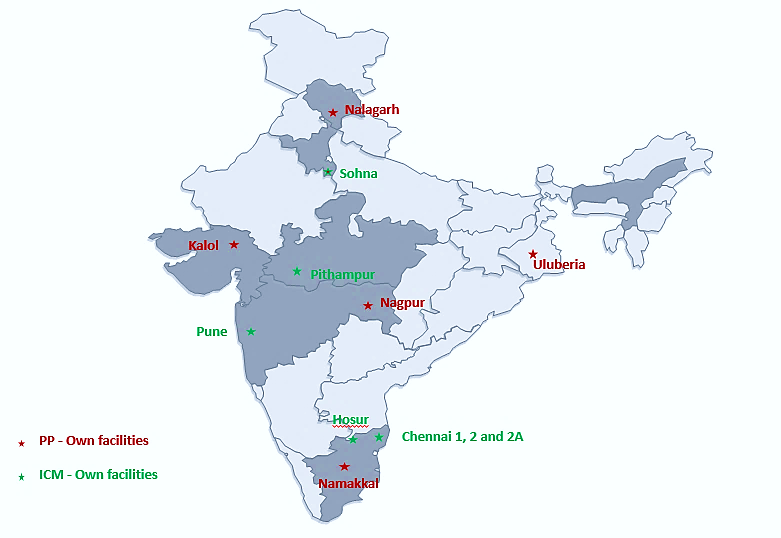 Nalagarh
Sohna
Kalol
Uluberia
Pithampur
Nagpur
Pune
Hosur
Chennai 1, 2 and 2A
PP - Own facilities
ICM - Own facilities
Namakkal